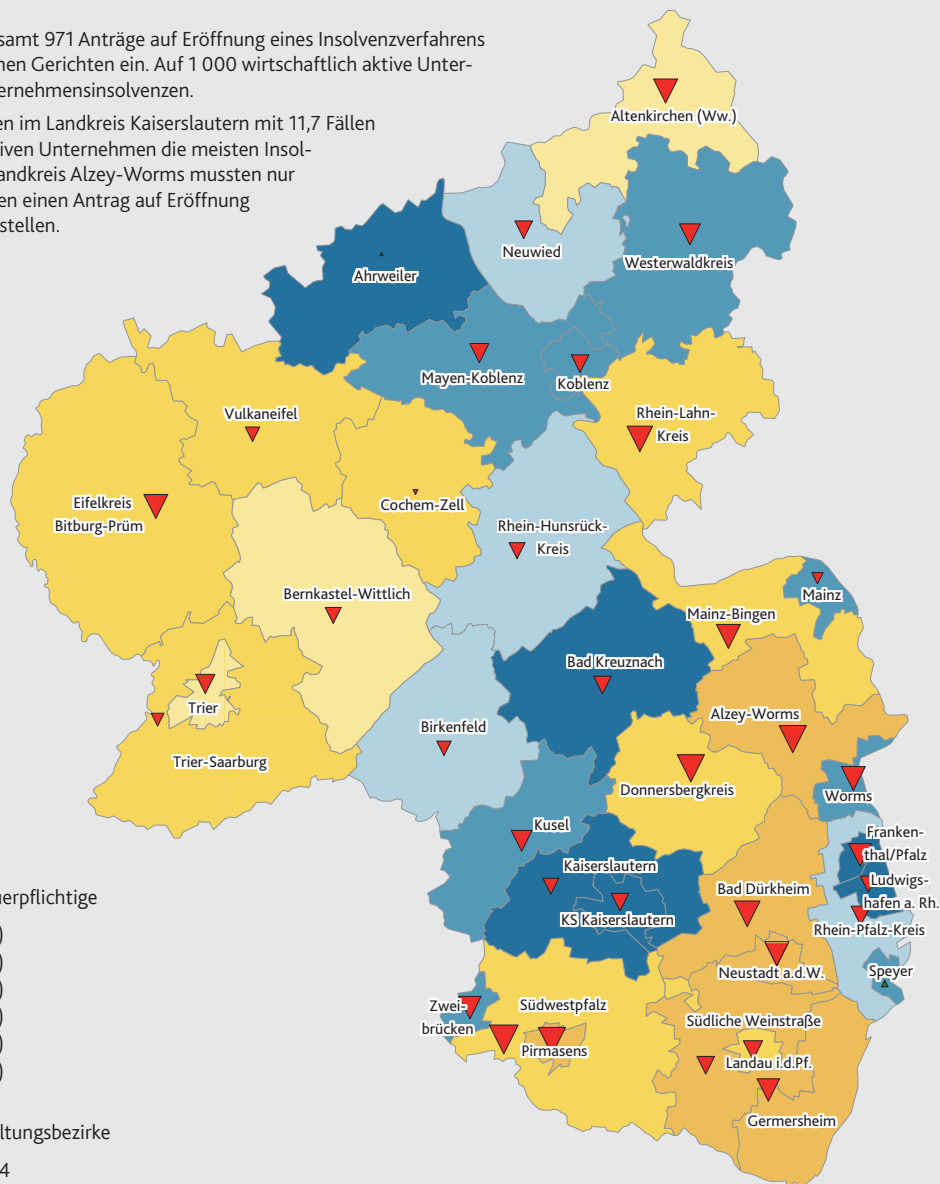 samt 971 Anträge auf Eröffnung eines Insolvenzverfahrens
nen Gerichten ein. Auf 1 000 wirtschaftlich aktive Unter-
ernehmensinsolvenzen.
en im Landkreis Kaiserslautern mit 11,7 Fällen
iven Unternehmen die meisten Insol-
andkreis Alzey-Worms mussten nur
en einen Antrag auf Eröffnung
stellen.
Altenkirchen (Ww.)
Neuwied
Westerwaldkreis
Ahrweiler
Mayen-Koblenz
Koblenz
Vulkaneifel
Rhein-Lahn-
Kreis
Eifelkreis
Bitburg-Prüm
Cochem-Zell
Rhein-Hunsrück-
Kreis
Bernkastel-Wittlich
Mainz
Mainz-Bingen
Bad Kreuznach
Trier
Alzey-Worms
Birkenfeld
Trier-Saarburg
Donnersbergkreis
Worms
Kusel
Franken-
thal/Pfalz
Kaiserslautern
Ludwigs-
hafen a. Rh.
uerpflichtige
Bad Dürkheim
KS Kaiserslautern
Rhein-Pfalz-Kreis
)
)
)
)
)
)
Neustadt a.d.W.
Speyer
Zwei-
brücken
Südwestpfalz
Südliche Weinstraße
Pirmasens
Landau i.d.Pf.
Germersheim
ltungsbezirke
4